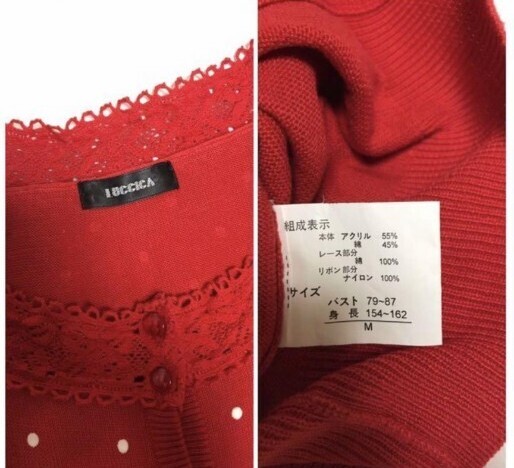 LUCCICA
組成表示
本体 アクリル 55%
綿 45%
レース部分
綿 100%
リボン部分
ナイロン 100%
サイズ
バスト 79~87
身長 154~162
M